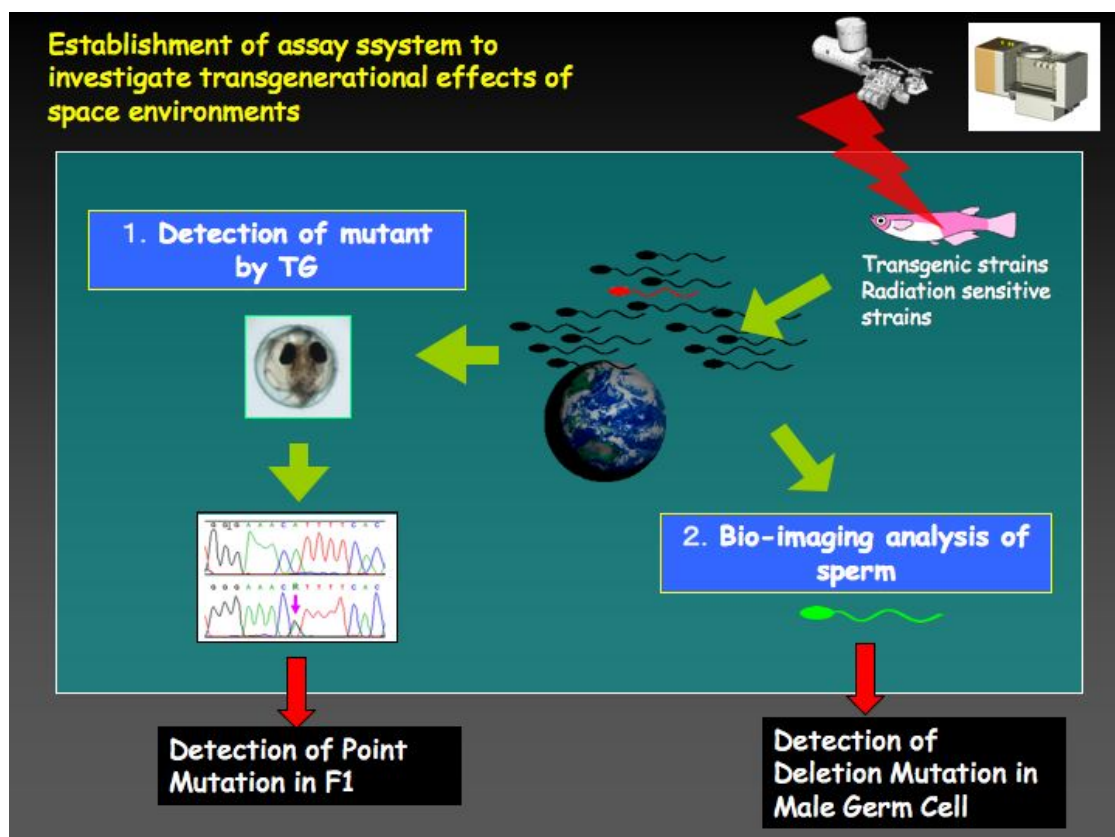 Establishment of assay ssystem to
investigate transgenerational effects of
space environments
Transgenic strains
Radiation sensitive
strains
1. Detection of mutant
by TG
G G G A A A C A T T T T C A C
G G G A A A C R T T T T C A C
2. Bio-imaging analysis of
sperm
Detection of Point
Mutation in F1
Detection of
Deletion Mutation in
Male Germ Cell